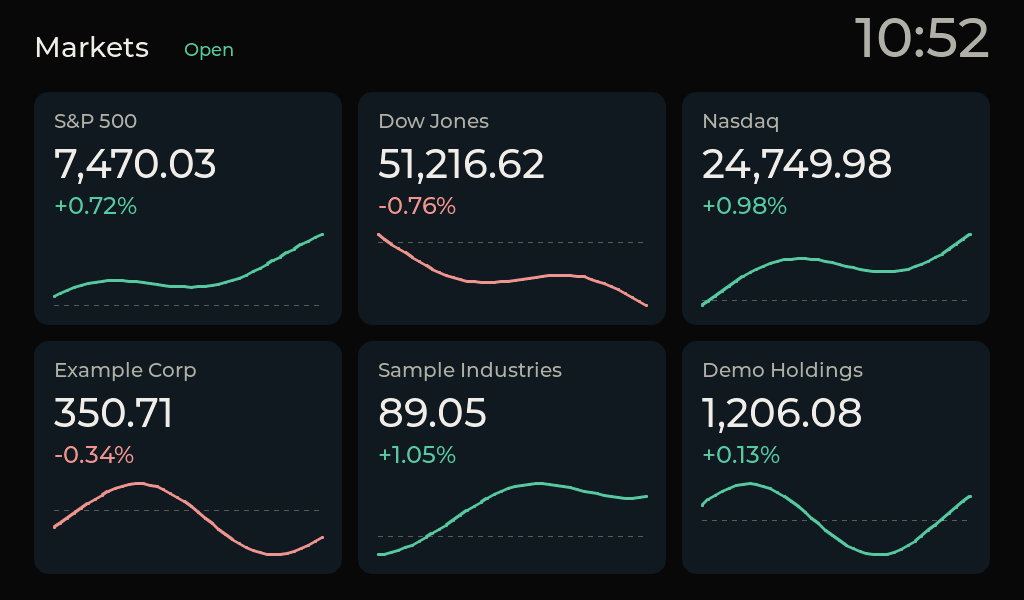 Markets
Open
10:52
S&P 500
7,470.03
+0.72%
Dow Jones
51,216.62
-0.76%
Nasdaq
24,749.98
+0.98%
Example Corp
350.71
-0.34%
Sample Industries
89.05
+1.05%
Demo Holdings
1,206.08
+0.13%